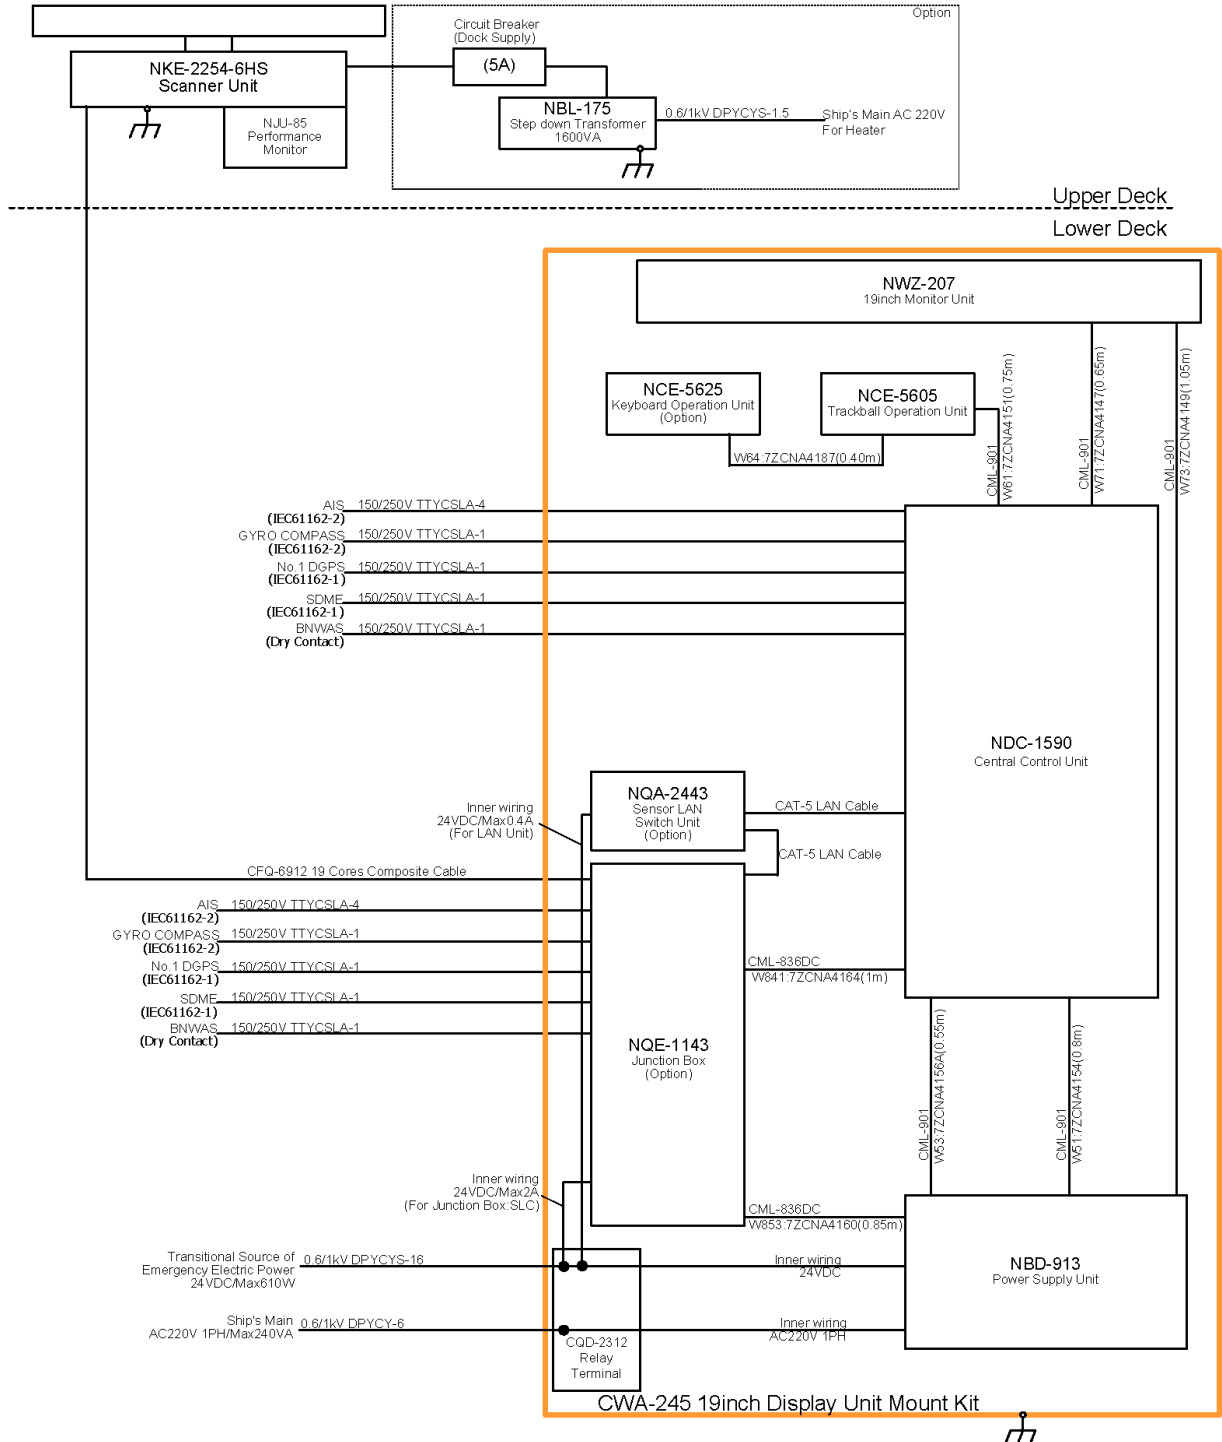 Option
Circuit Breaker
(Dock Supply)
(5A)
NKE-2254-6HS
Scanner Unit
NJU-85
Performance
Monitor
NBL-175
Step down Transformer
1600VA
0.6/1kV DPYCYS-1.5
Ship's Main AC 220V
For Heater
Upper Deck
Lower Deck
NWZ-207
19inch Monitor Unit
NCE-5625
Keyboard Operation Unit
(Option)
NCE-5605
Trackball Operation Unit
W64:7ZCNA4187(0.40m)
CML-901
W61:7ZCNA4151(0.75m)
CML-901
W71:7ZCNA4147(0.65m)
CML-901
W73:7ZCNA4149(1.05m)
AIS 150/250V TTYCSLA-4
(IEC61162-2)
GYRO COMPASS 150/250V TTYCSLA-1
(IEC61162-2)
No.1 DGPS 150/250V TTYCSLA-1
(IEC61162-1)
SDME 150/250V TTYCSLA-1
(IEC61162-1)
BNWAS 150/250V TTYCSLA-1
(Dry Contact)
NDC-1590
Central Control Unit
NQA-2443
Sensor LAN
Switch Unit
(Option)
CAT-5 LAN Cable
CAT-5 LAN Cable
Inner wiring
24VDC/Max0.4A
(For LAN Unit)
CFQ-6912 19 Cores Composite Cable
AIS 150/250V TTYCSLA-4
(IEC61162-2)
GYRO COMPASS 150/250V TTYCSLA-1
(IEC61162-2)
No.1 DGPS 150/250V TTYCSLA-1
(IEC61162-1)
SDME 150/250V TTYCSLA-1
(IEC61162-1)
BNWAS 150/250V TTYCSLA-1
(Dry Contact)
CML-836DC
W841:7ZCNA4164(1m)
NQE-1143
Junction Box
(Option)
CML-901
W53:7ZCNA4156A(0.55m)
CML-901
W51:7ZCNA4154(0.8m)
Inner wiring
24VDC/Max2A
(For Junction Box:SLC)
CML-836DC
W853:7ZCNA4160(0.85m)
Transitional Source of
Emergency Electric Power
24VDC/Max610W
0.6/1kV DPYCYS-16
Inner wiring
24VDC
NBD-913
Power Supply Unit
Ship's Main
AC220V 1PH/Max240VA
0.6/1kV DPYCY-6
Inner wiring
AC220V 1PH
CQD-2312
Relay
Terminal
CWA-245 19inch Display Unit Mount Kit